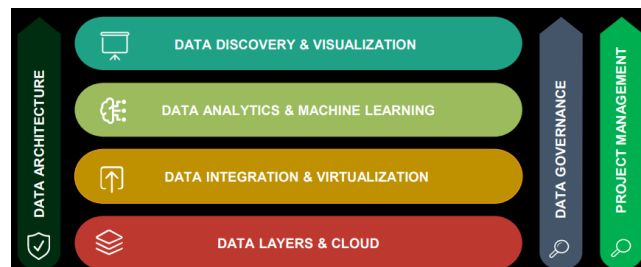 DATA ARCHITECTURE
DATA DISCOVERY & VISUALIZATION
DATA ANALYTICS & MACHINE LEARNING
DATA INTEGRATION & VIRTUALIZATION
DATA LAYERS & CLOUD
DATA GOVERNANCE
PROJECT MANAGEMENT